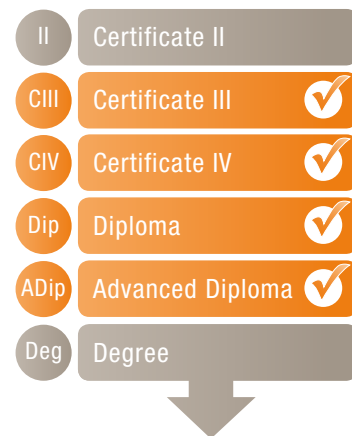 II Certificate II
CIII Certificate III
CIV Certificate IV
Dip Diploma
ADip Advanced Diploma
Deg Degree